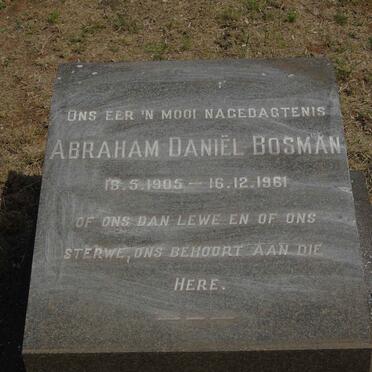 ONS EER 'N MOOI NAGEDAGTENIS
ABRAHAM DANIËL BOSMAN
18.5.1905 — 16.12.1961
OF ONS DAN LEWE EN OF ONS
STERWE, ONS BEHOORT AAN DIE
HERE.